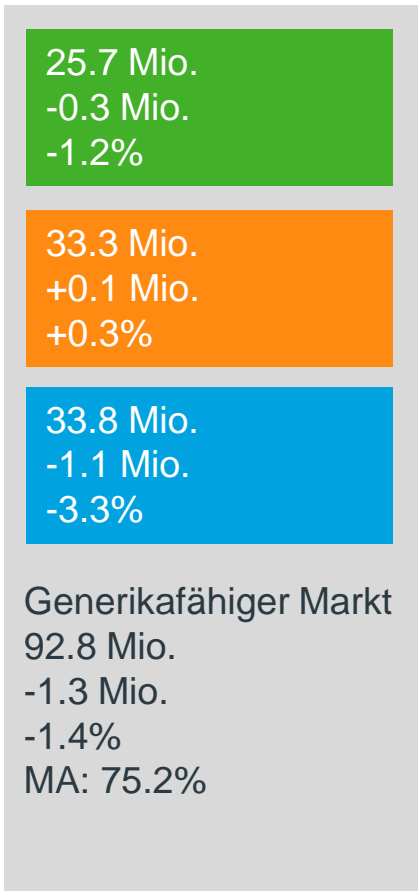 25.7 Mio.
-0.3 Mio.
-1.2%
33.3 Mio.
+0.1 Mio.
+0.3%
33.8 Mio.
-1.1 Mio.
-3.3%
Generikafähiger Markt
92.8 Mio.
-1.3 Mio.
-1.4%
MA: 75.2%